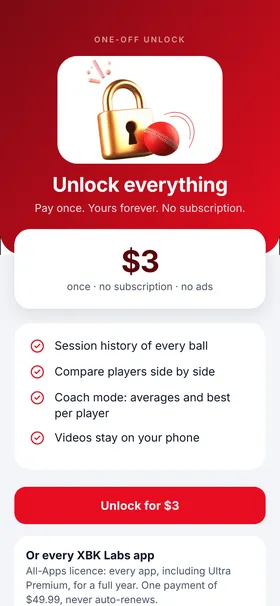 ONE-OFF UNLOCK
Unlock everything
Pay once. Yours forever. No subscription.
$3
once · no subscription · no ads
Session history of every ball
Compare players side by side
Coach mode: averages and best
per player
Videos stay on your phone
Unlock for $3
Or every XBK Labs app
All-Apps licence: every app, including Ultra
Premium, for a full year. One payment of
$49.99, never auto-renews.